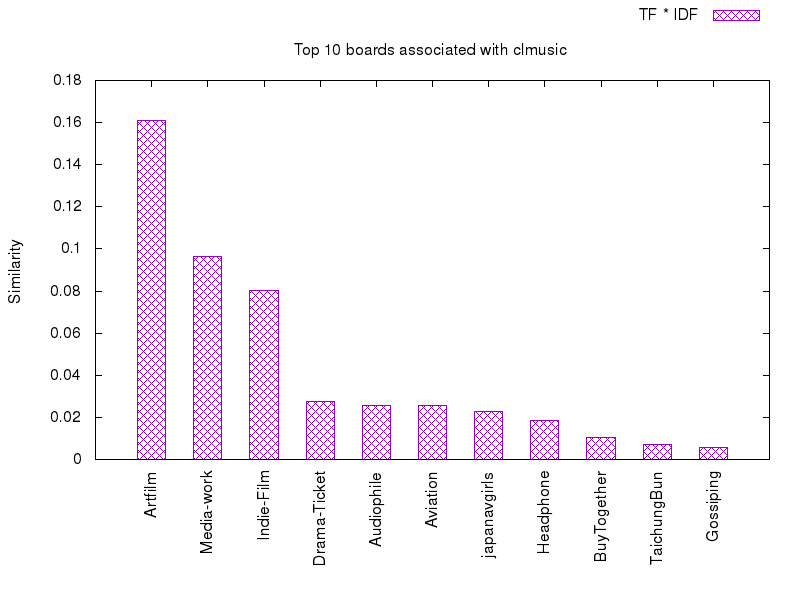 TF * IDF
Top 10 boards associated with clmusic
0.18
0.16
0.14
0.12
0.1
0.08
0.06
0.04
0.02
0
Similarity
Artfilm
Media-work
Indie-Film
Drama-Ticket
Audiophile
Aviation
japanavgirls
Headphone
BuyTogether
TaichungBun
Gossiping